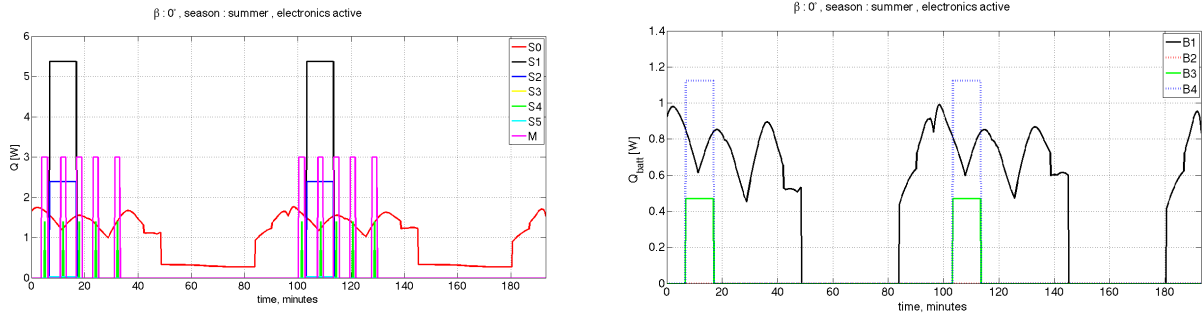 β : 0° , season : summer , electronics active
6
5
4
3
2
1
0
Q [W]
0 20 40 60 80 100 120 140 160 180
time, minutes
S0
S1
S2
S3
S4
S5
M
β : 0° , season : summer , electronics active
1.4
1.2
1
0.8
0.6
0.4
0.2
0
Q_batt [W]
0 20 40 60 80 100 120 140 160 180
time, minutes
B1
B2
B3
B4